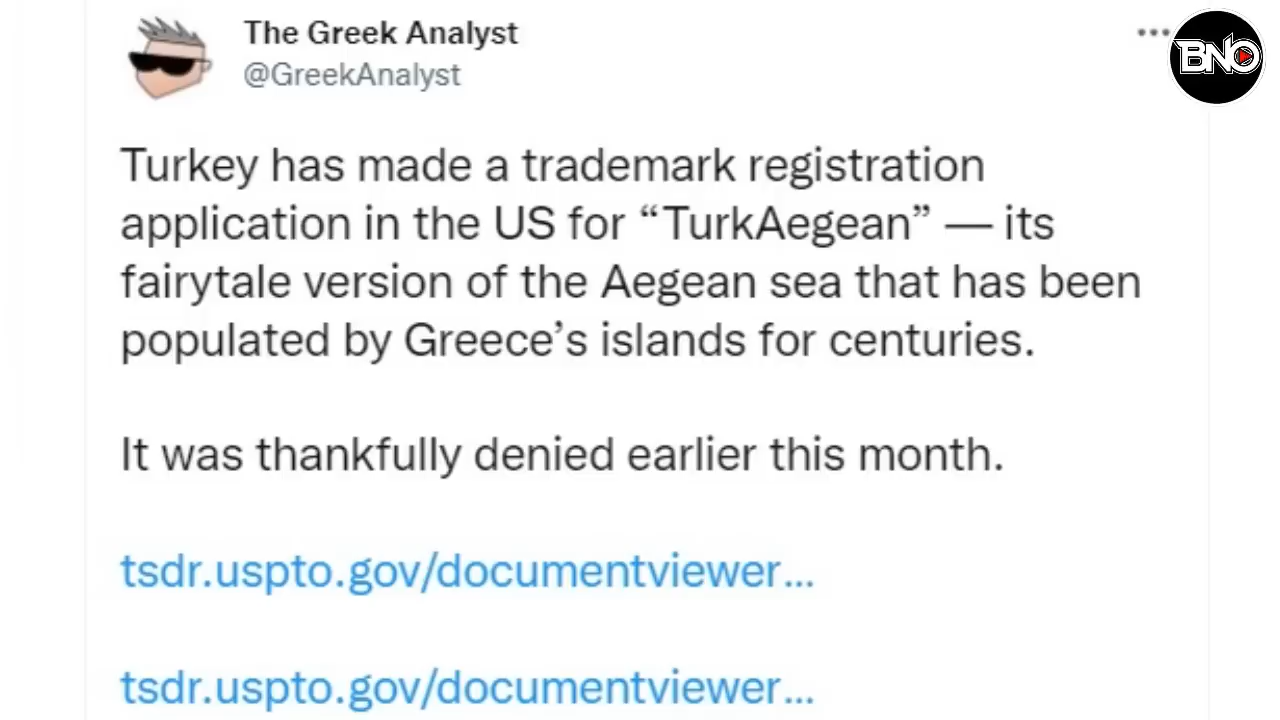 The Greek Analyst
@GreekAnalyst
BNO
Turkey has made a trademark registration
application in the US for “TurkAegean” — its
fairytale version of the Aegean sea that has been
populated by Greece’s islands for centuries.
It was thankfully denied earlier this month.
tsdr.uspto.gov/documentviewer...
tsdr.uspto.gov/documentviewer...